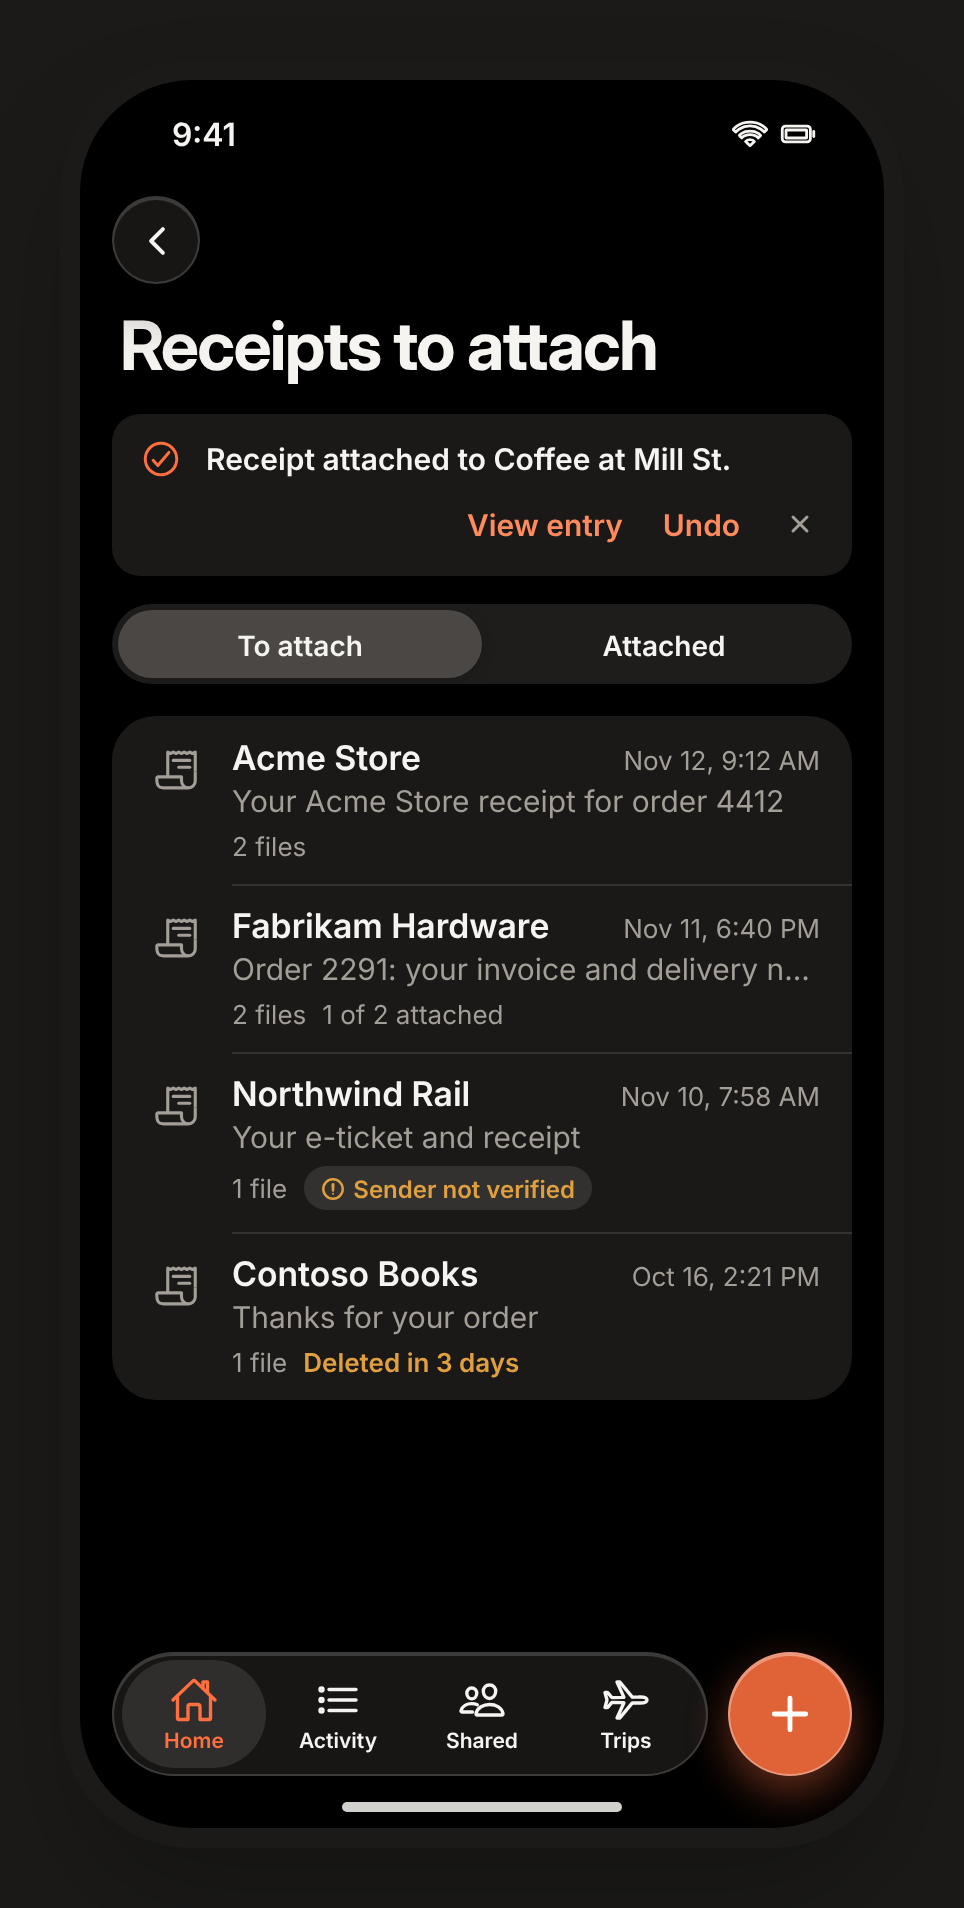 9:41
Receipts to attach
Receipt attached to Coffee at Mill St.
View entry Undo
To attach Attached
Acme Store Nov 12, 9:12 AM
Your Acme Store receipt for order 4412
2 files
Fabrikam Hardware Nov 11, 6:40 PM
Order 2291: your invoice and delivery n...
2 files 1 of 2 attached
Northwind Rail Nov 10, 7:58 AM
Your e-ticket and receipt
1 file Sender not verified
Contoso Books Oct 16, 2:21 PM
Thanks for your order
1 file Deleted in 3 days
Home Activity Shared Trips